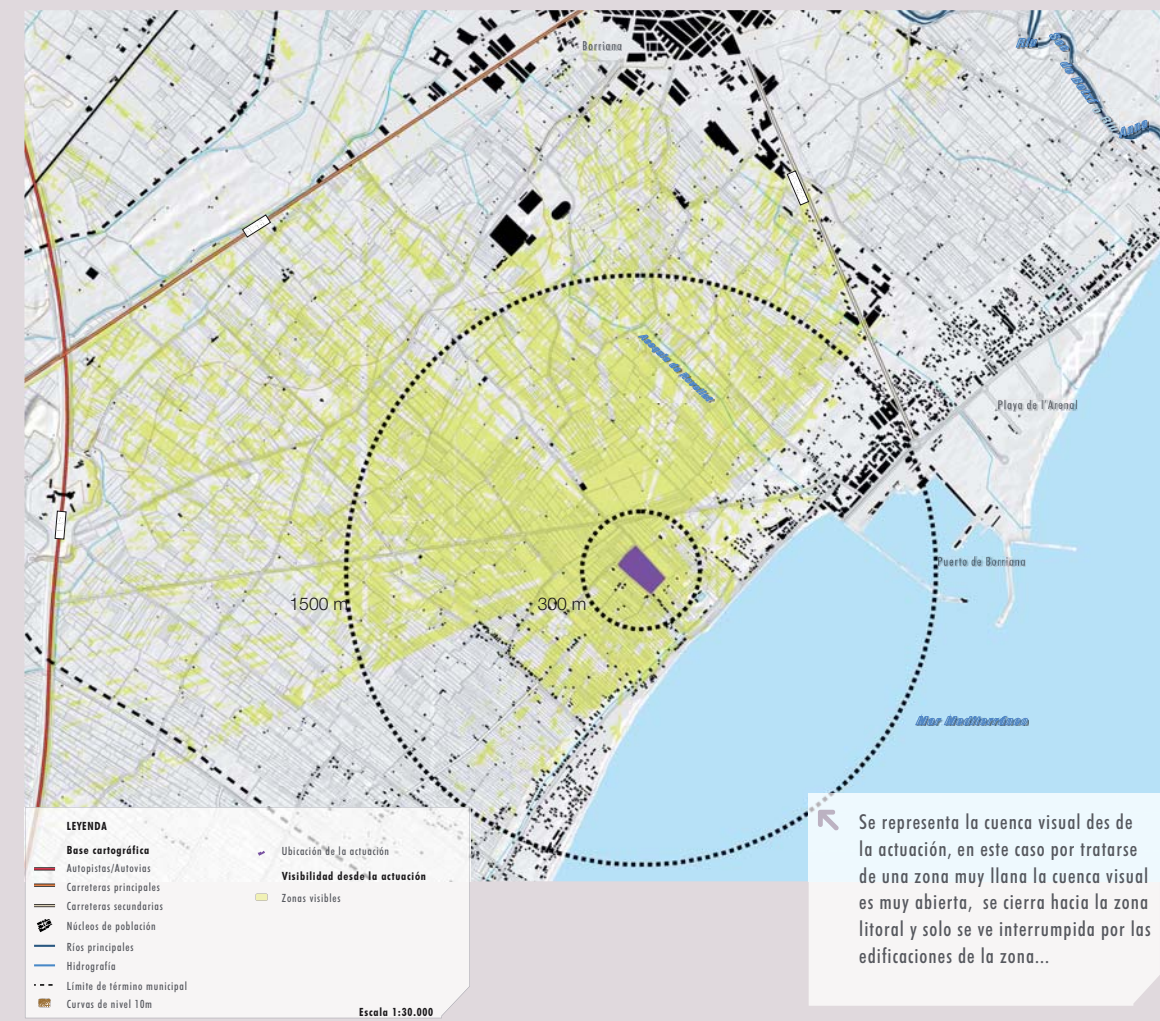 Borriana
Acequia de Novelles
Playa de l'Arenal
Puerto de Borriana
1500 m
300 m
Mar Mediterráneo
LEYENDA
Base cartográfica
Autopistas/Autovias
Carreteras principales
Carreteras secundarias
Núcleos de población
Ríos principales
Hidrografía
Límite de término municipal
Curvas de nivel 10m
Ubicación de la actuación
Visibilidad desde la actuación
Zonas visibles
Escala 1:30.000
Se representa la cuenca visual des de
la actuación, en este caso por tratarse
de una zona muy llana la cuenca visual
es muy abierta, se cierra hacia la zona
litoral y solo se ve interrumpida por las
edificaciones de la zona...